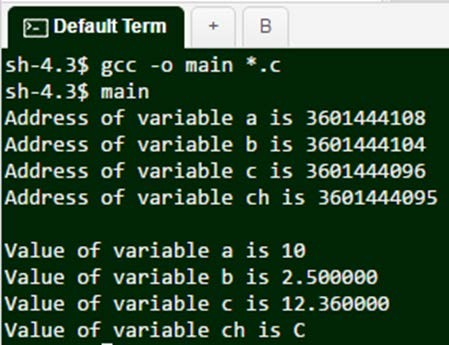 Default Term
+
B
sh-4.3$ gcc -o main *.c
sh-4.3$ main
Address of variable a is 3601444108
Address of variable b is 3601444104
Address of variable c is 3601444096
Address of variable ch is 3601444095
Value of variable a is 10
Value of variable b is 2.500000
Value of variable c is 12.360000
Value of variable ch is C